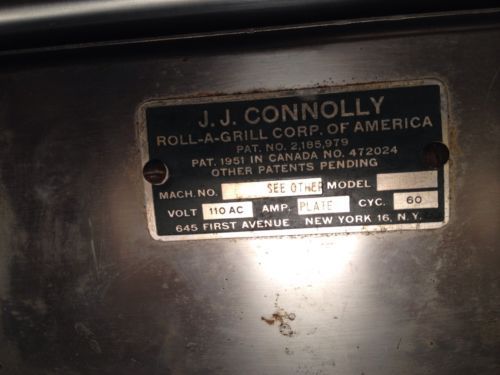 J. J. CONNOLLY
ROLL-A-GRILL CORP. OF AMERICA
PAT. NO. 2,185,979
PAT. 1951 IN CANADA NO. 472024
OTHER PATENTS PENDING
MACH. NO. SEE OTHER MODEL
VOLT 110 AC AMP. PLATE CYC. 60
645 FIRST AVENUE NEW YORK 16, N.Y.